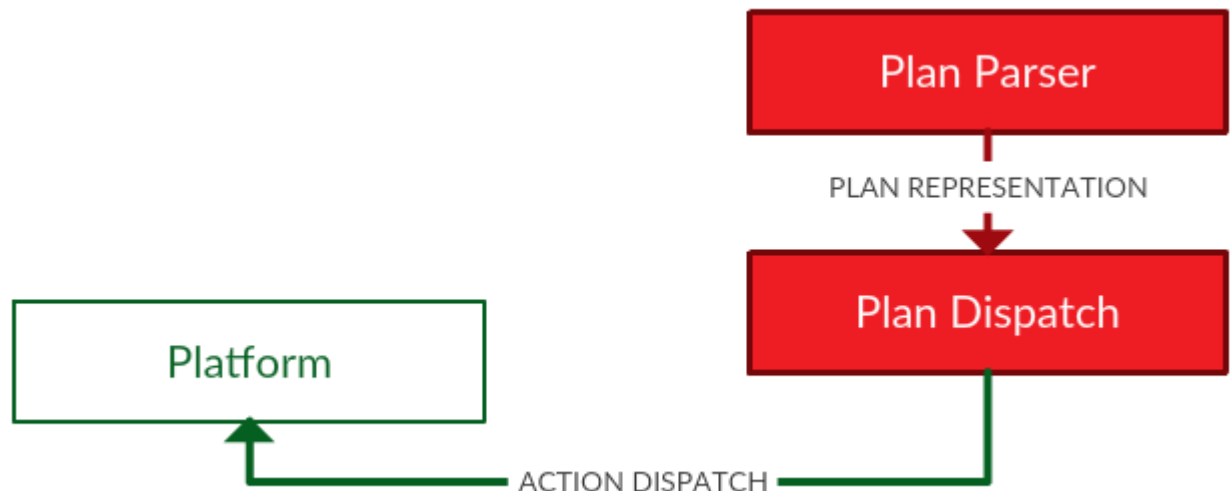 Plan Parser
PLAN REPRESENTATION
Plan Dispatch
Platform
ACTION DISPATCH